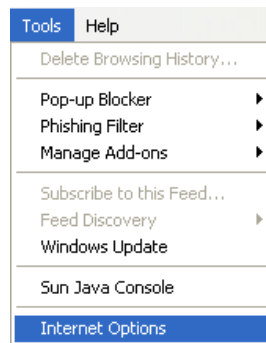 Tools Help
Delete Browsing History...
Pop-up Blocker
Phishing Filter
Manage Add-ons
Subscribe to this Feed...
Feed Discovery
Windows Update
Sun Java Console
Internet Options